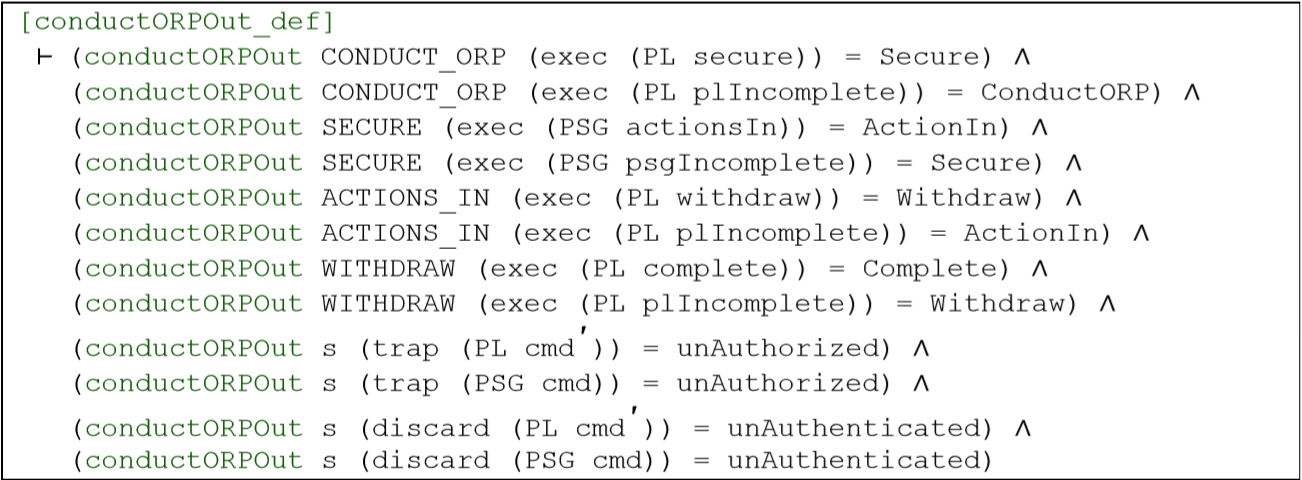 [conductORPOut_def]
⊢ (conductORPOut CONDUCT_ORP (exec (PL secure)) = Secure) ∧
(conductORPOut CONDUCT_ORP (exec (PL plIncomplete)) = ConductORP) ∧
(conductORPOut SECURE (exec (PSG actionsIn)) = ActionIn) ∧
(conductORPOut SECURE (exec (PSG psgIncomplete)) = Secure) ∧
(conductORPOut ACTIONS_IN (exec (PL withdraw)) = Withdraw) ∧
(conductORPOut ACTIONS_IN (exec (PL plIncomplete)) = ActionIn) ∧
(conductORPOut WITHDRAW (exec (PL complete)) = Complete) ∧
(conductORPOut WITHDRAW (exec (PL plIncomplete)) = Withdraw) ∧
(conductORPOut s (trap (PL cmd′)) = unAuthorized) ∧
(conductORPOut s (trap (PSG cmd)) = unAuthorized) ∧
(conductORPOut s (discard (PL cmd′)) = unAuthenticated) ∧
(conductORPOut s (discard (PSG cmd)) = unAuthenticated)